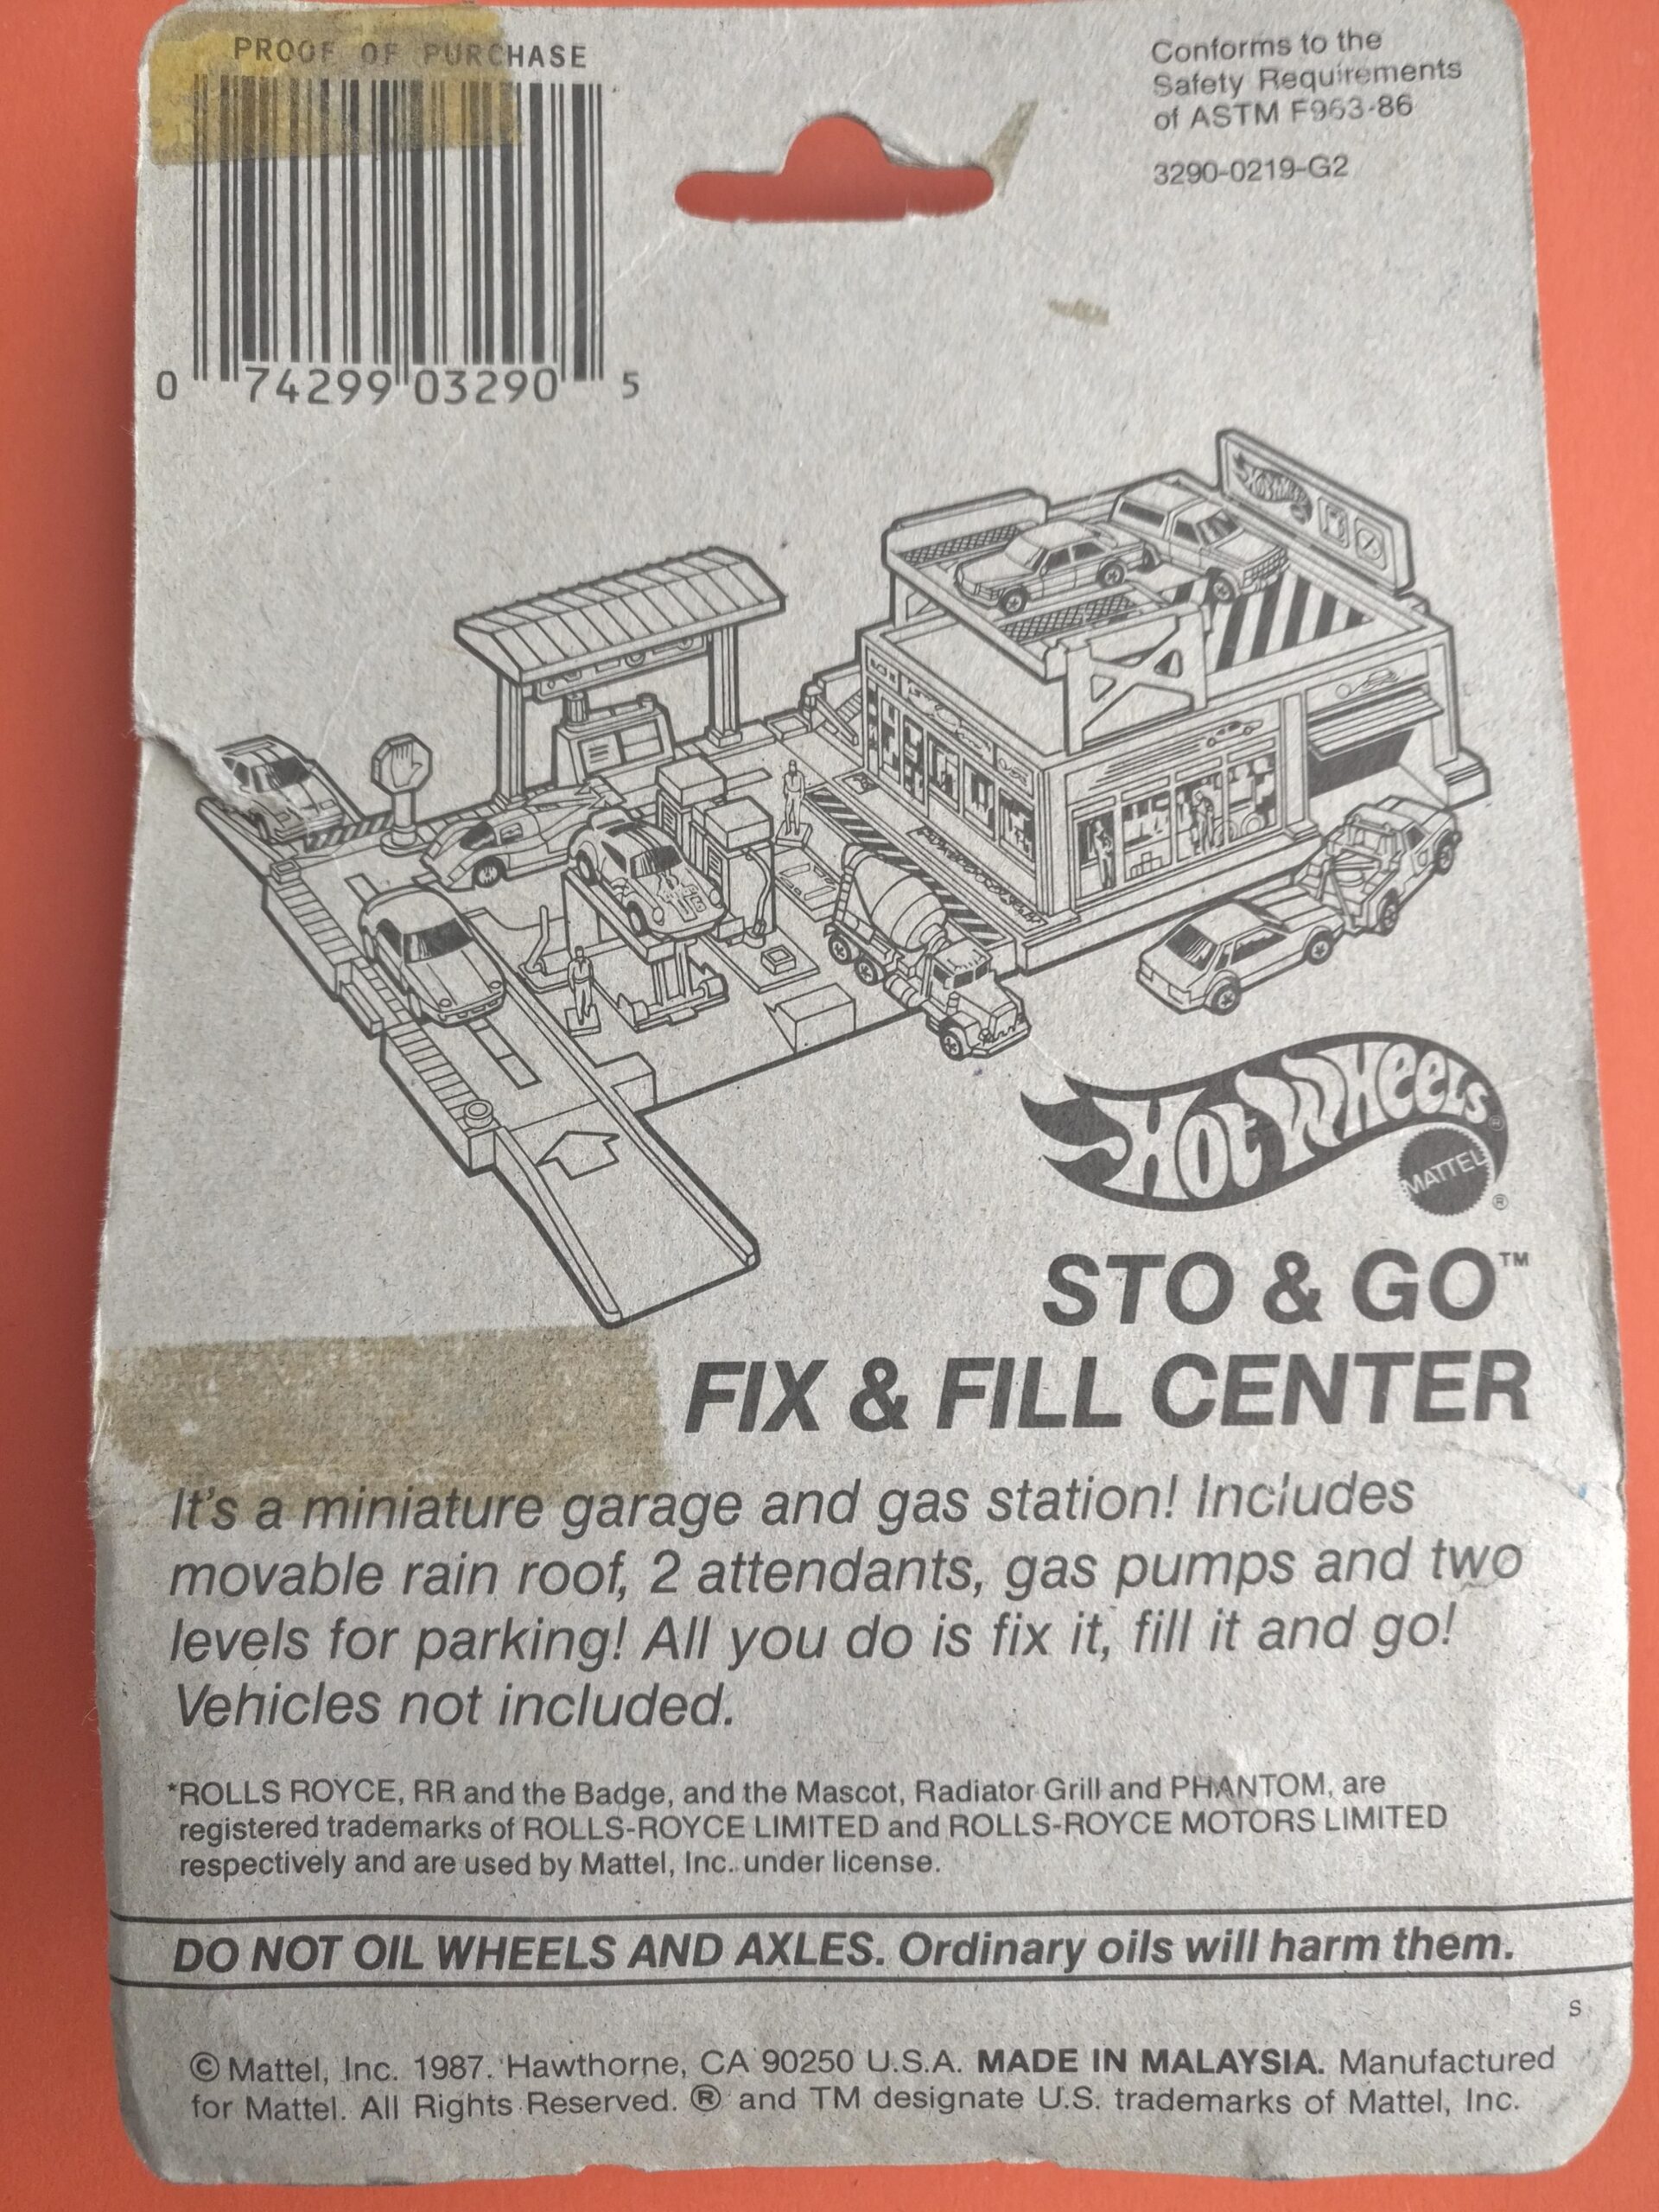 PROOF OF PURCHASE
0 74299 03290 5
Conforms to the
Safety Requirements
of ASTM F963-86
3290-0219-G2
HOT WHEELS®
MATTEL®
STO & GO™
FIX & FILL CENTER
It's a miniature garage and gas station! Includes
movable rain roof, 2 attendants, gas pumps and two
levels for parking! All you do is fix it, fill it and go!
Vehicles not included.
*ROLLS ROYCE, RR and the Badge, and the Mascot, Radiator Grill and PHANTOM, are
registered trademarks of ROLLS-ROYCE LIMITED and ROLLS-ROYCE MOTORS LIMITED
respectively and are used by Mattel, Inc. under license.
DO NOT OIL WHEELS AND AXLES. Ordinary oils will harm them.
S
© Mattel, Inc. 1987. Hawthorne, CA 90250 U.S.A. MADE IN MALAYSIA. Manufactured
for Mattel. All Rights Reserved. ® and TM designate U.S. trademarks of Mattel, Inc.